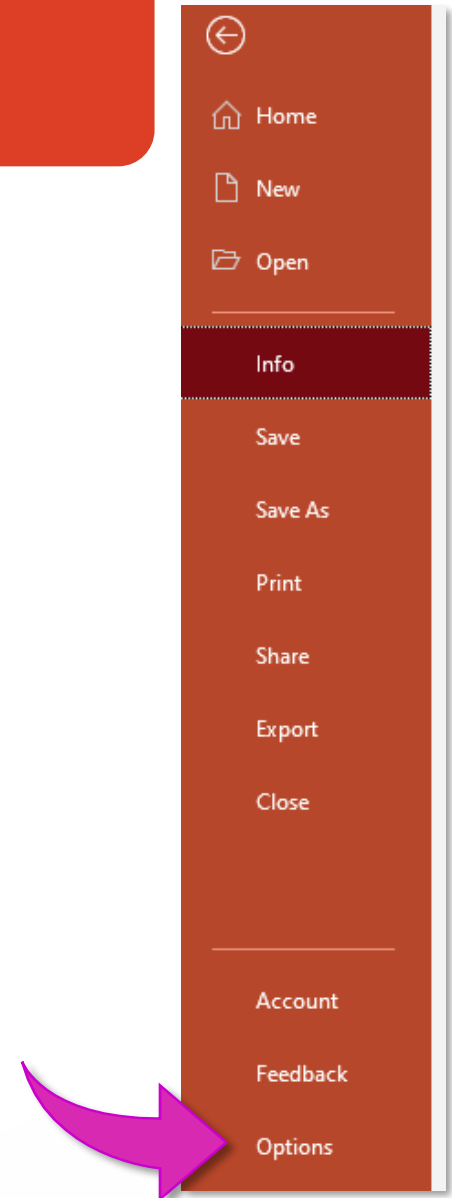 Home
New
Open
Info
Save
Save As
Print
Share
Export
Close
Account
Feedback
Options